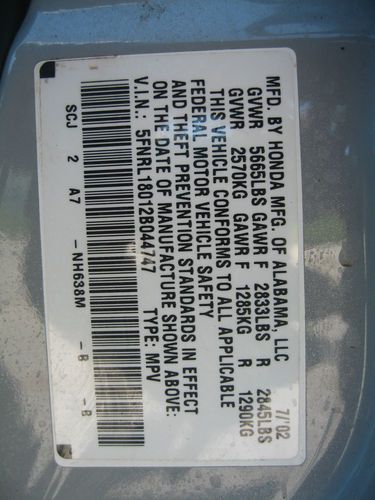 MFD. BY HONDA MFG. OF ALABAMA, LLC 7/'02
GVWR 5665LBS GAWR F 2833LBS R 2845LBS
GVWR 2570KG GAWR F 1285KG R 1290KG
THIS VEHICLE CONFORMS TO ALL APPLICABLE
FEDERAL MOTOR VEHICLE SAFETY
AND THEFT PREVENTION STANDARDS IN EFFECT
ON THE DATE OF MANUFACTURE SHOWN ABOVE:
V.I.N.: 5FNRL18012B044747 TYPE: MPV
SCJ 2 A7 -NH638M - B - B